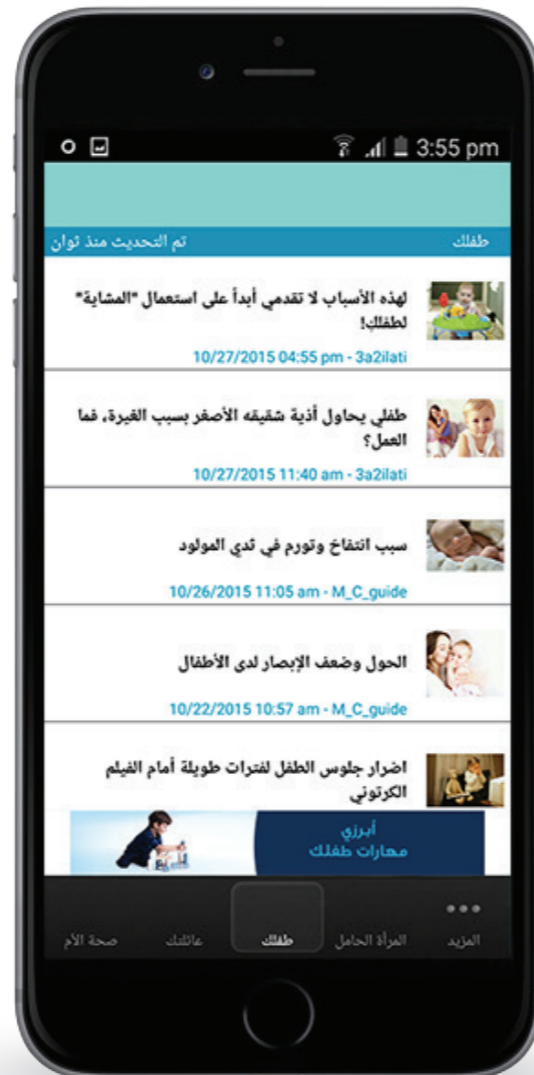 3:55 pm
طفلك
تم التحديث منذ ثوان
لهذه الأسباب لا تقدمي أبدأ على استعمال "المشاية"
لطفلك!
10/27/2015 04:55 pm - 3a2ilati
طفلي يحاول أذية شقيقه الأصغر بسبب الغيرة، فما
العمل؟
10/27/2015 11:40 am - 3a2ilati
سبب انتفاخ وتورم في ثدي المولود
10/26/2015 11:05 am - M_C_guide
الحول وضعف الإبصار لدى الأطفال
10/22/2015 10:57 am - M_C_guide
اضرار جلوس الطفل لفترات طويلة أمام الفيلم
الكرتوني
أبرزي
مهارات طفلك
المزيد
المرأة الحامل
طفلك
عائلتك
صحة الأم